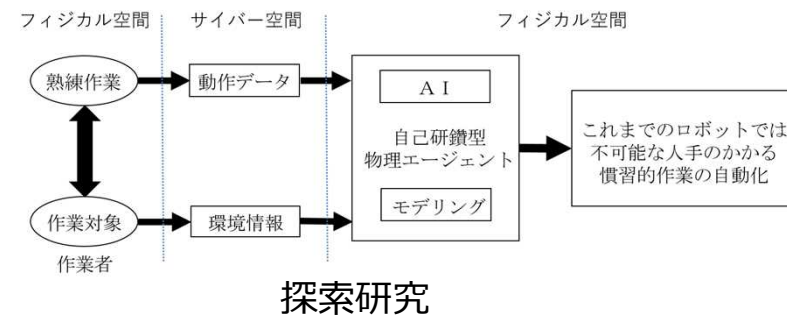 フィジカル空間
サイバー空間
フィジカル空間
熟練作業
動作データ
ＡＩ
自己研鑽型
物理エージェント
モデリング
これまでのロボットでは
不可能な人手のかかる
慣習的作業の自動化
作業対象
環境情報
作業者
探索研究